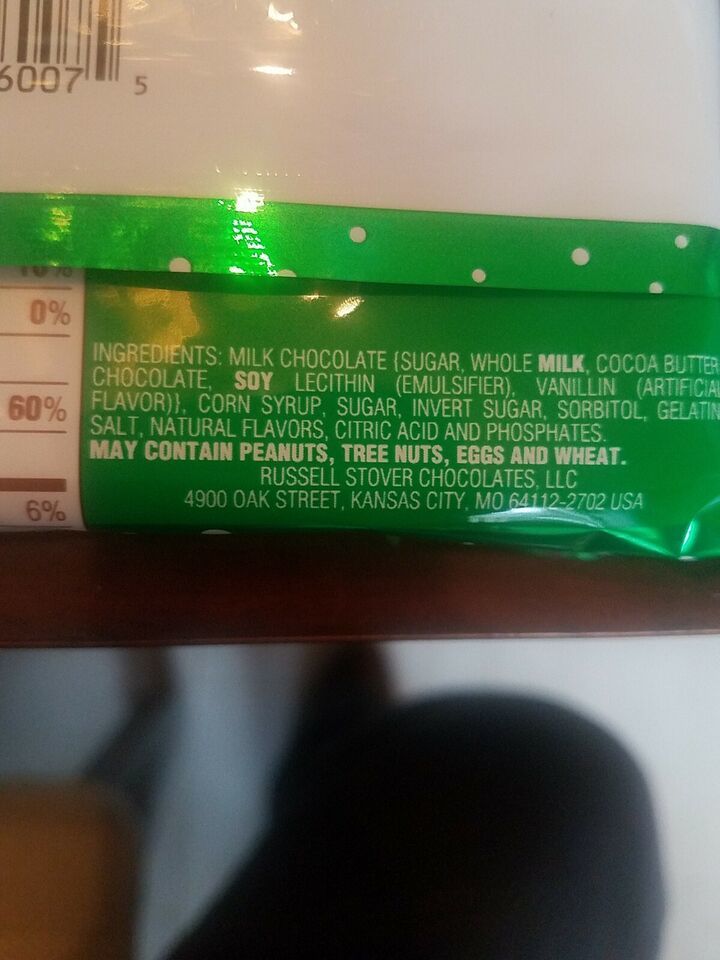 6007 5
0%
60%
6%
INGREDIENTS: MILK CHOCOLATE {SUGAR, WHOLE MILK, COCOA BUTTER
CHOCOLATE, SOY LECITHIN (EMULSIFIER), VANILLIN (ARTIFICIAL
FLAVOR)}, CORN SYRUP, SUGAR, INVERT SUGAR, SORBITOL, GELATIN
SALT, NATURAL FLAVORS, CITRIC ACID AND PHOSPHATES.
MAY CONTAIN PEANUTS, TREE NUTS, EGGS AND WHEAT.
RUSSELL STOVER CHOCOLATES, LLC
4900 OAK STREET, KANSAS CITY, MO 64112-2702 USA